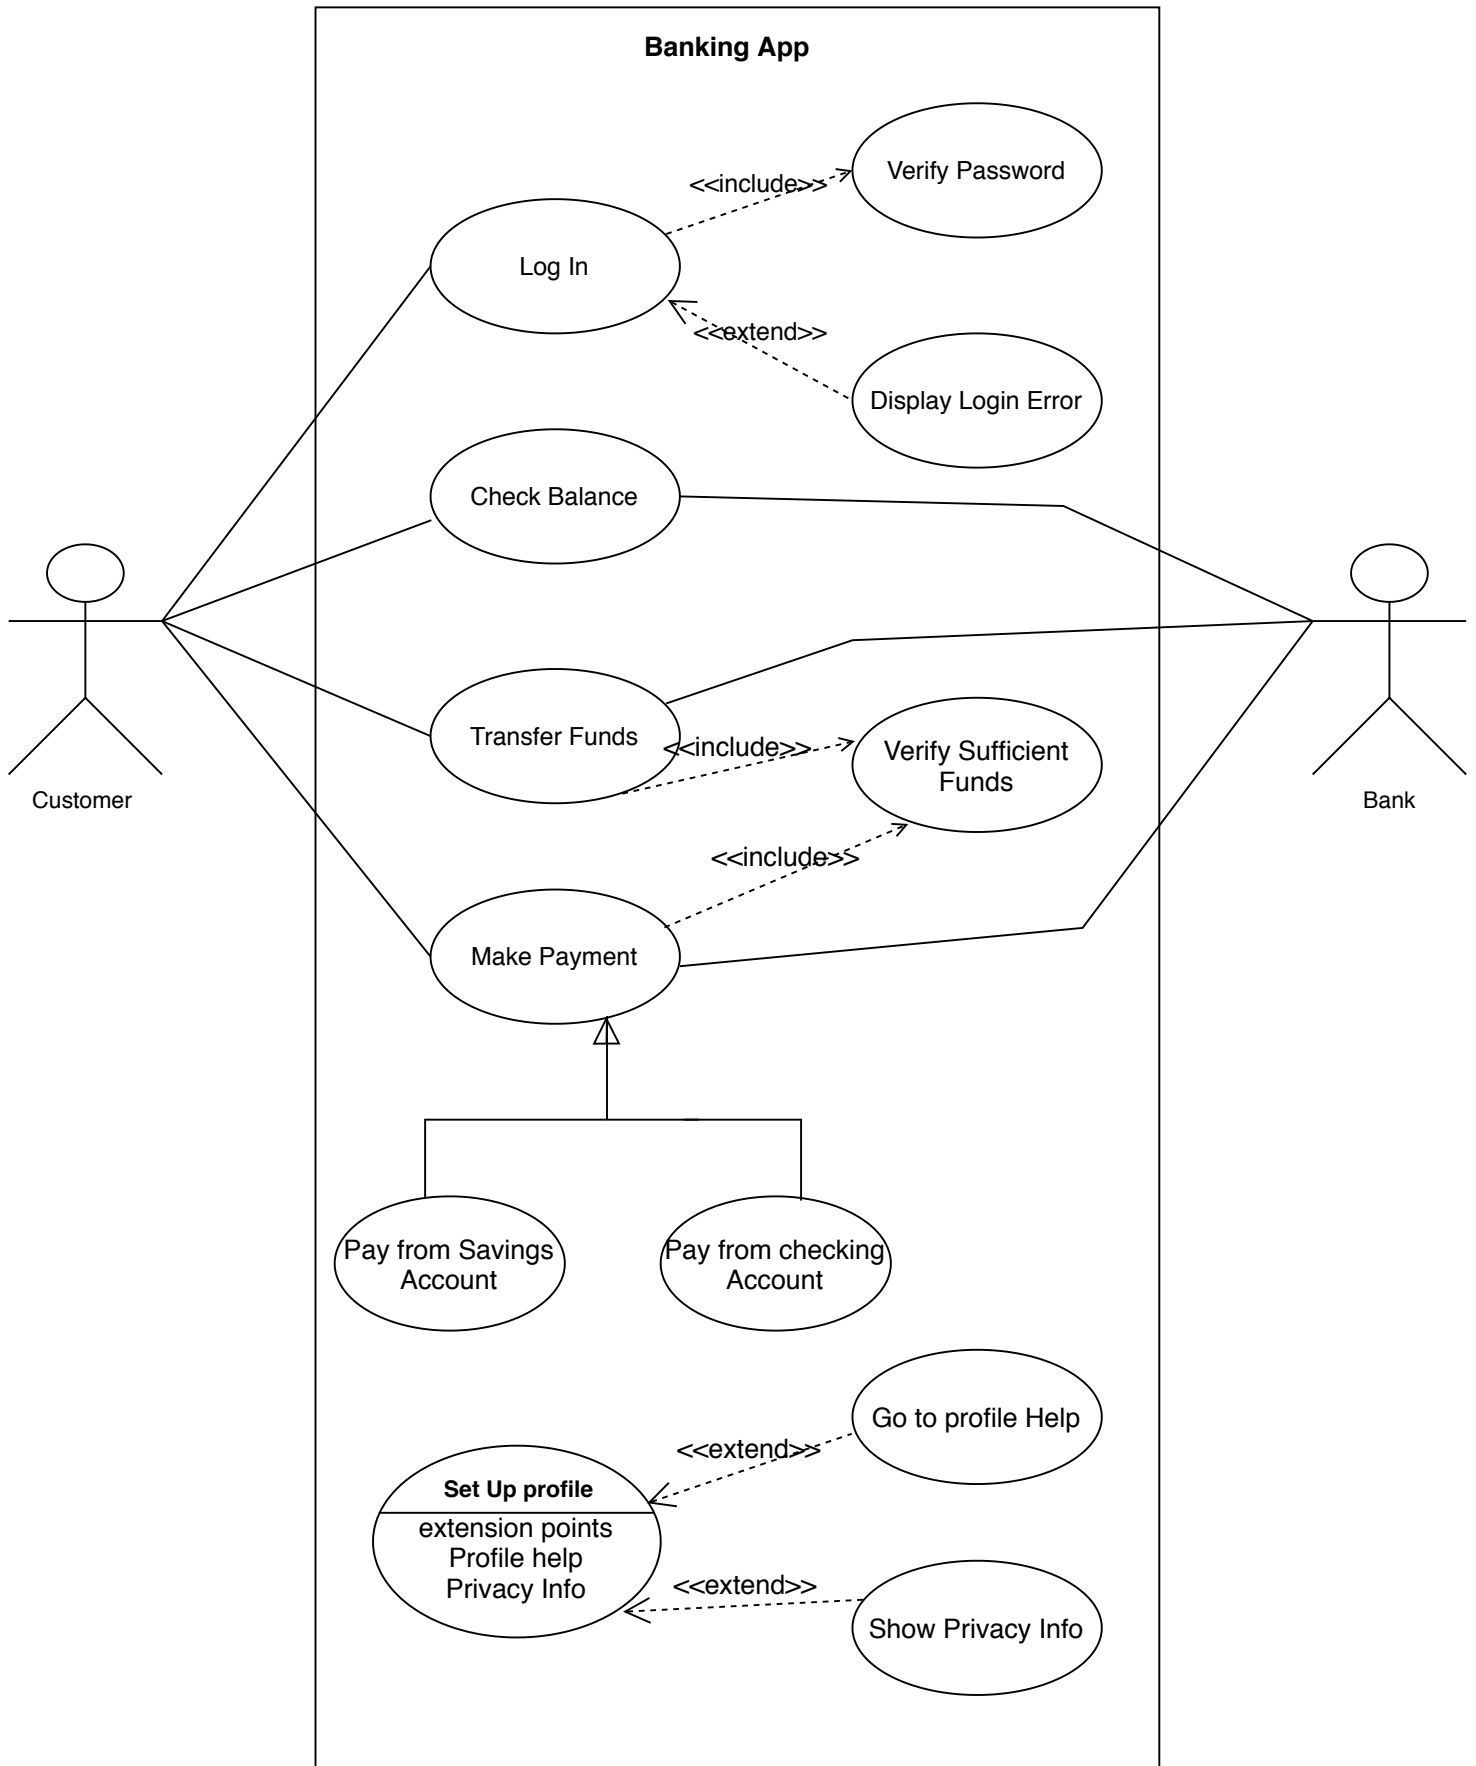 Banking App
Verify Password
<<include>>
Log In
<<extend>>
Display Login Error
Check Balance
Transfer Funds
<<include>>
Verify Sufficient
Funds
Customer
Bank
<<include>>
Make Payment
Pay from Savings
Account
Pay from checking
Account
Go to profile Help
<<extend>>
Set Up profile
extension points
Profile help
Privacy Info
<<extend>>
Show Privacy Info